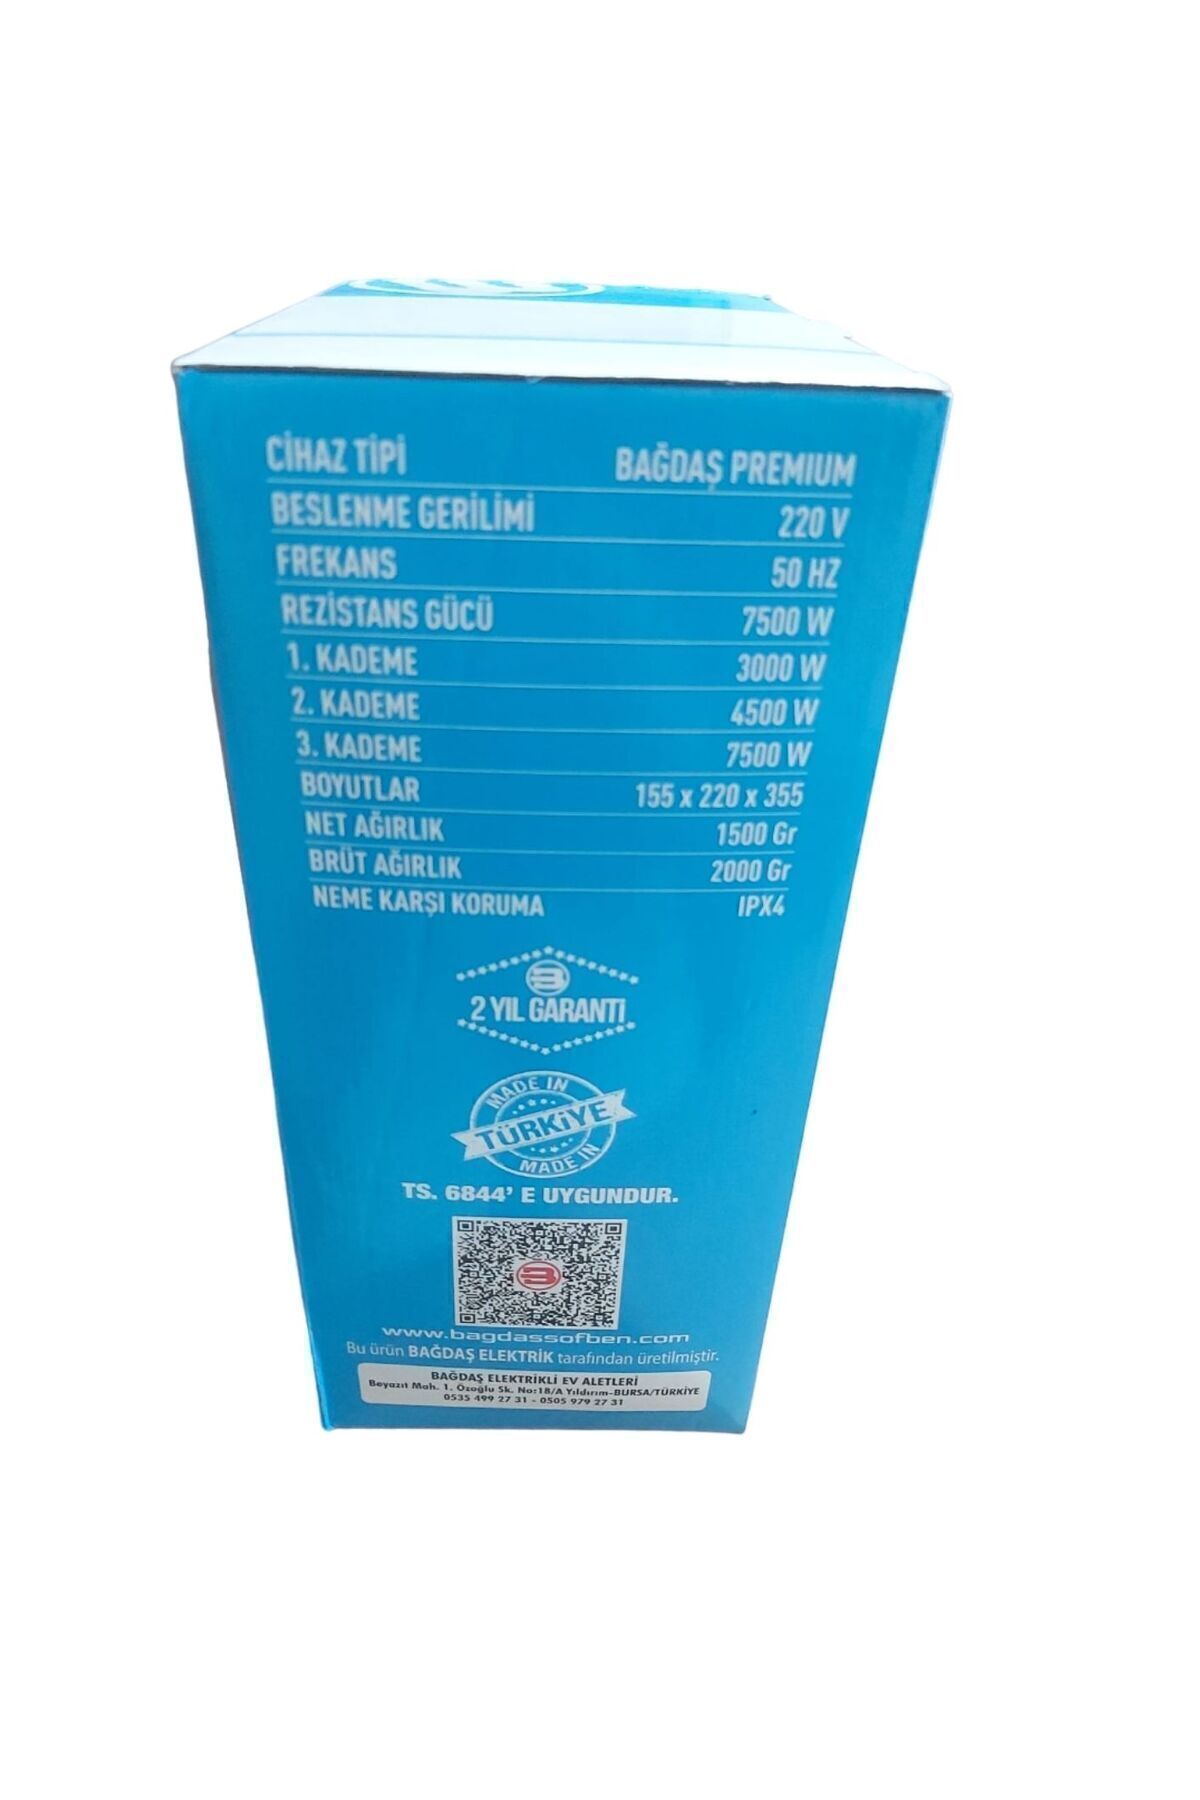 CİHAZ TİPİ BAĞDAŞ PREMIUM
BESLENME GERİLİMİ 220 V
FREKANS 50 HZ
REZİSTANS GÜCÜ 7500 W
1. KADEME 3000 W
2. KADEME 4500 W
3. KADEME 7500 W
BOYUTLAR 155 x 220 x 355
NET AĞIRLIK 1500 Gr
BRÜT AĞIRLIK 2000 Gr
NEME KARŞI KORUMA IPX4
2 YIL GARANTİ
MADE IN
TÜRKİYE
MADE IN
TS. 6844' E UYGUNDUR.
www.bagdassofben.com
Bu ürün BAĞDAŞ ELEKTRİK tarafından üretilmiştir.
BAĞDAŞ ELEKTRİKLİ EV ALETLERİ
Beyazıt Mah. 1. Özoğlu Sk. No:18/A Yıldırım-BURSA/TÜRKİYE
0535 499 27 31 - 0505 979 27 31